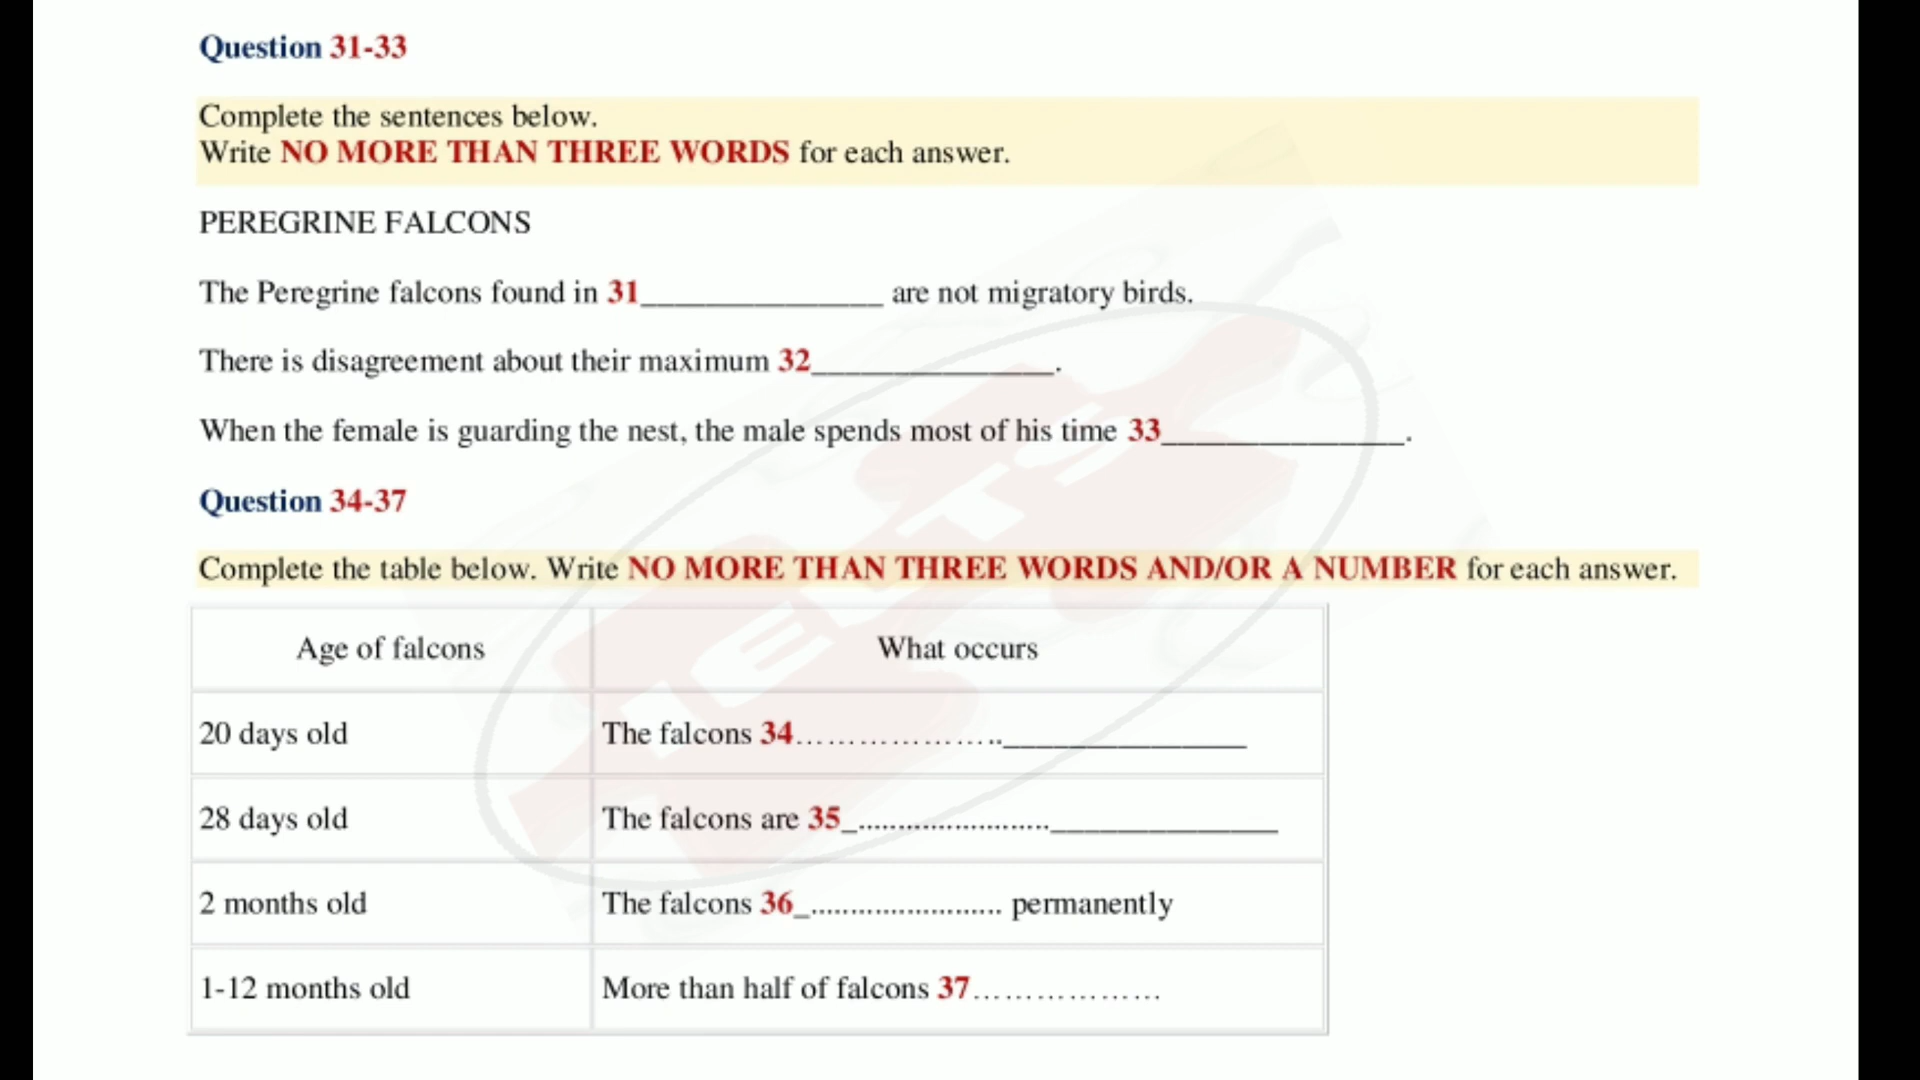 Question 31-33
Complete the sentences below.
Write NO MORE THAN THREE WORDS for each answer.
PEREGRINE FALCONS
The Peregrine falcons found in 31_______________ are not migratory birds.
There is disagreement about their maximum 32_______________.
When the female is guarding the nest, the male spends most of his time 33_______________.
Question 34-37
Complete the table below. Write NO MORE THAN THREE WORDS AND/OR A NUMBER for each answer.
Age of falcons What occurs
20 days old The falcons 34…………………..._______________
28 days old The falcons are 35_........................______________
2 months old The falcons 36_........................ permanently
1-12 months old More than half of falcons 37………………
IELTS